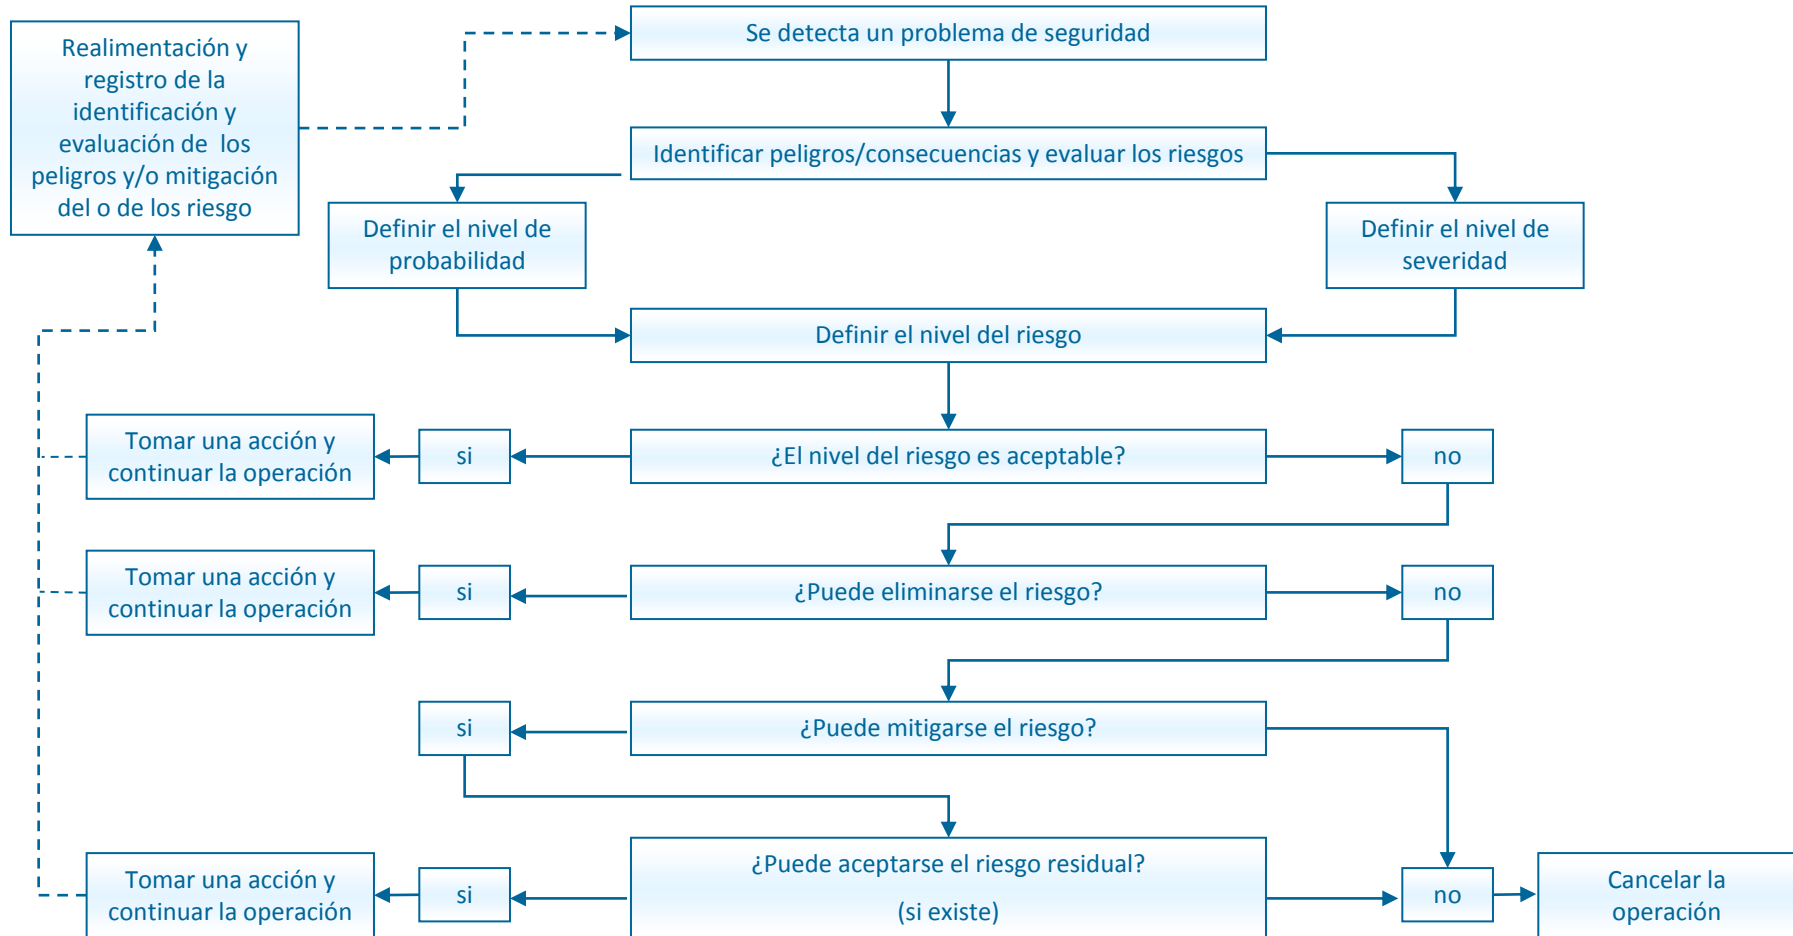 Realimentación y
registro de la
identificación y
evaluación de los
peligros y/o mitigación
del o de los riesgo
Se detecta un problema de seguridad
Identificar peligros/consecuencias y evaluar los riesgos
Definir el nivel de
probabilidad
Definir el nivel de
severidad
Definir el nivel del riesgo
Tomar una acción y
continuar la operación
si
¿El nivel del riesgo es aceptable?
no
Tomar una acción y
continuar la operación
si
¿Puede eliminarse el riesgo?
no
si
¿Puede mitigarse el riesgo?
Tomar una acción y
continuar la operación
si
¿Puede aceptarse el riesgo residual?
(si existe)
no
Cancelar la
operación